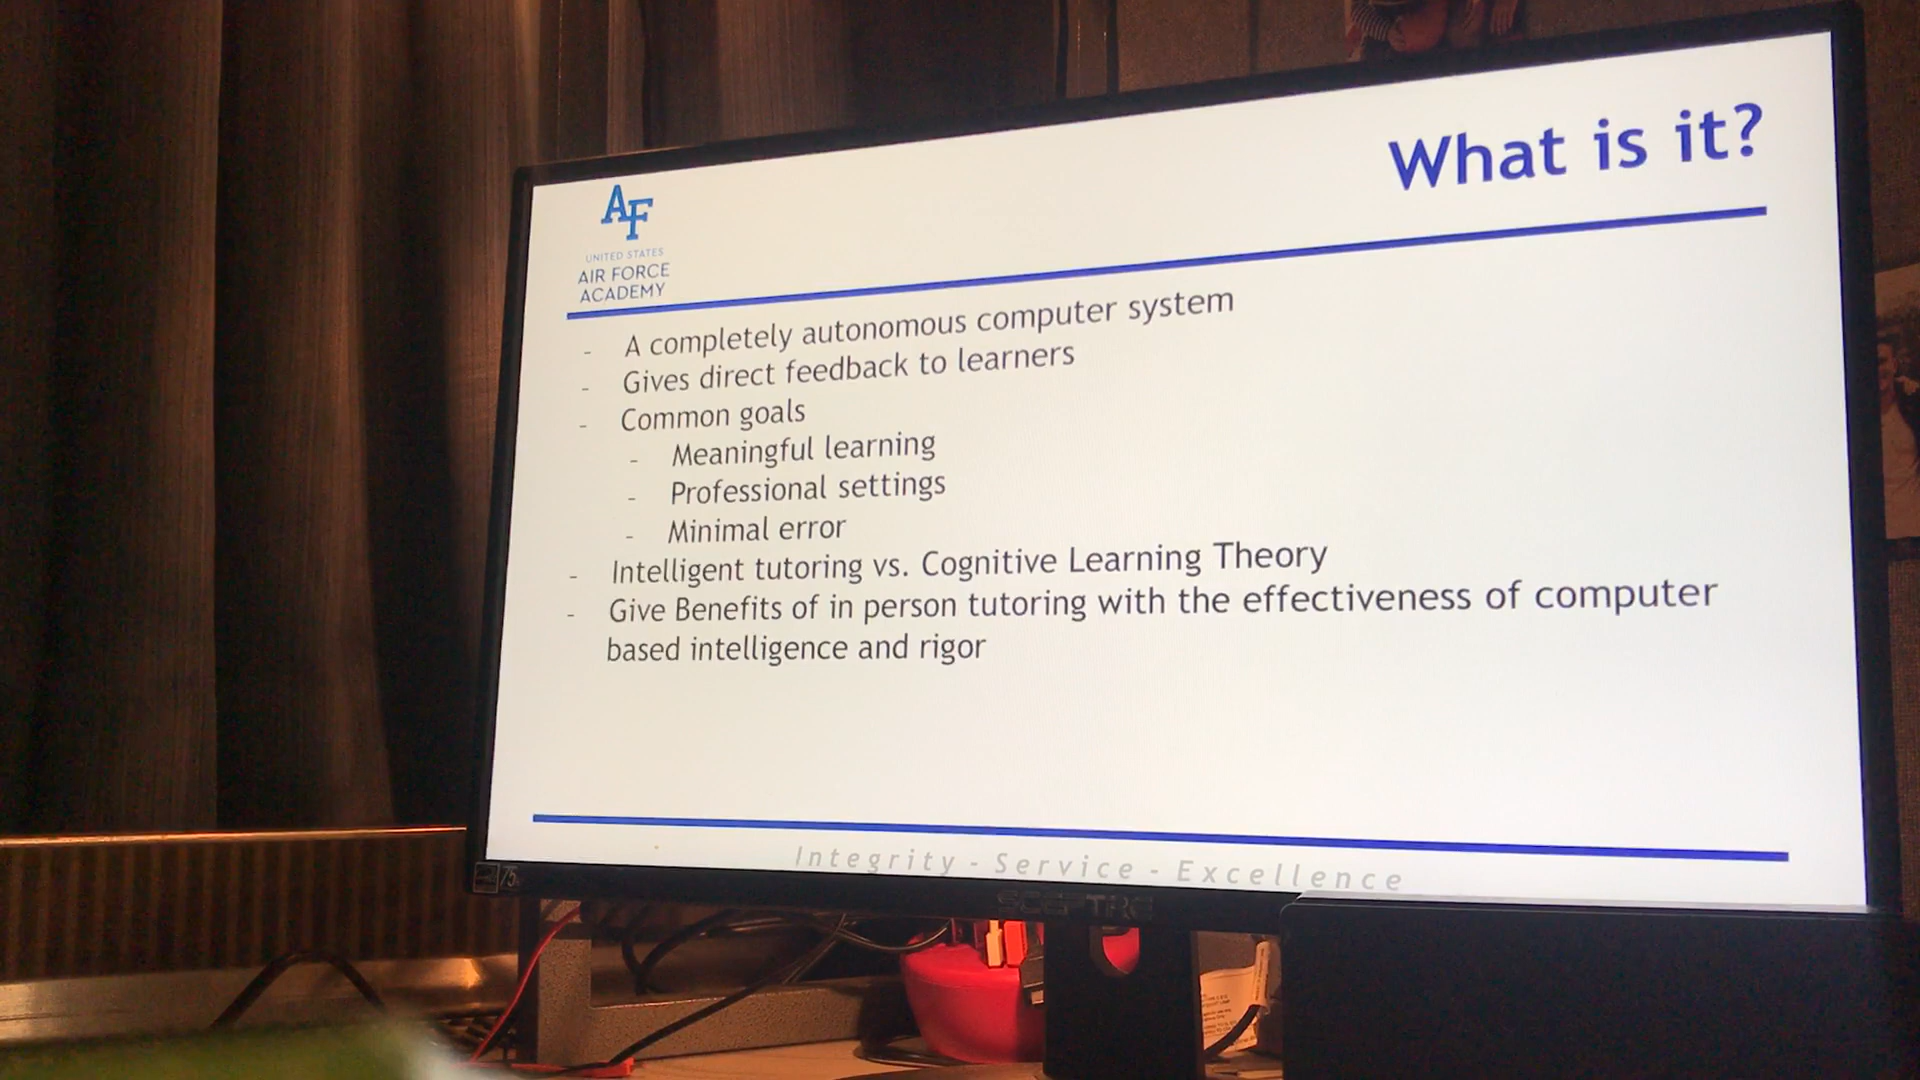 What is it?
AF
UNITED STATES
AIR FORCE
ACADEMY
- A completely autonomous computer system
- Gives direct feedback to learners
- Common goals
- Meaningful learning
- Professional settings
- Minimal error
- Intelligent tutoring vs. Cognitive Learning Theory
- Give Benefits of in person tutoring with the effectiveness of computer
based intelligence and rigor
Integrity - Service - Excellence
75
SCEPTRE